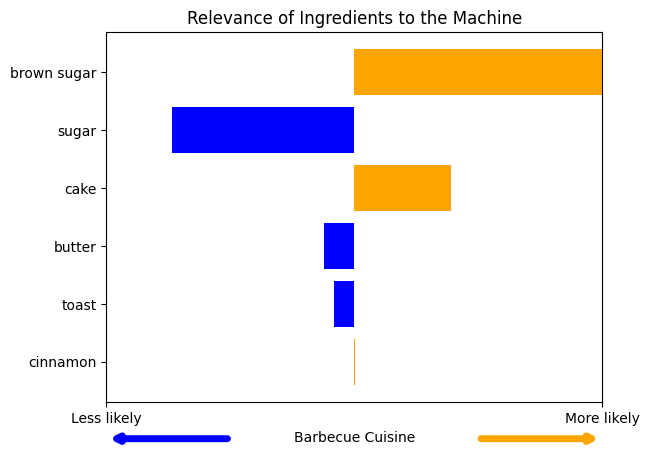 Relevance of Ingredients to the Machine
brown sugar
sugar
cake
butter
toast
cinnamon
Less likely
More likely
Barbecue Cuisine